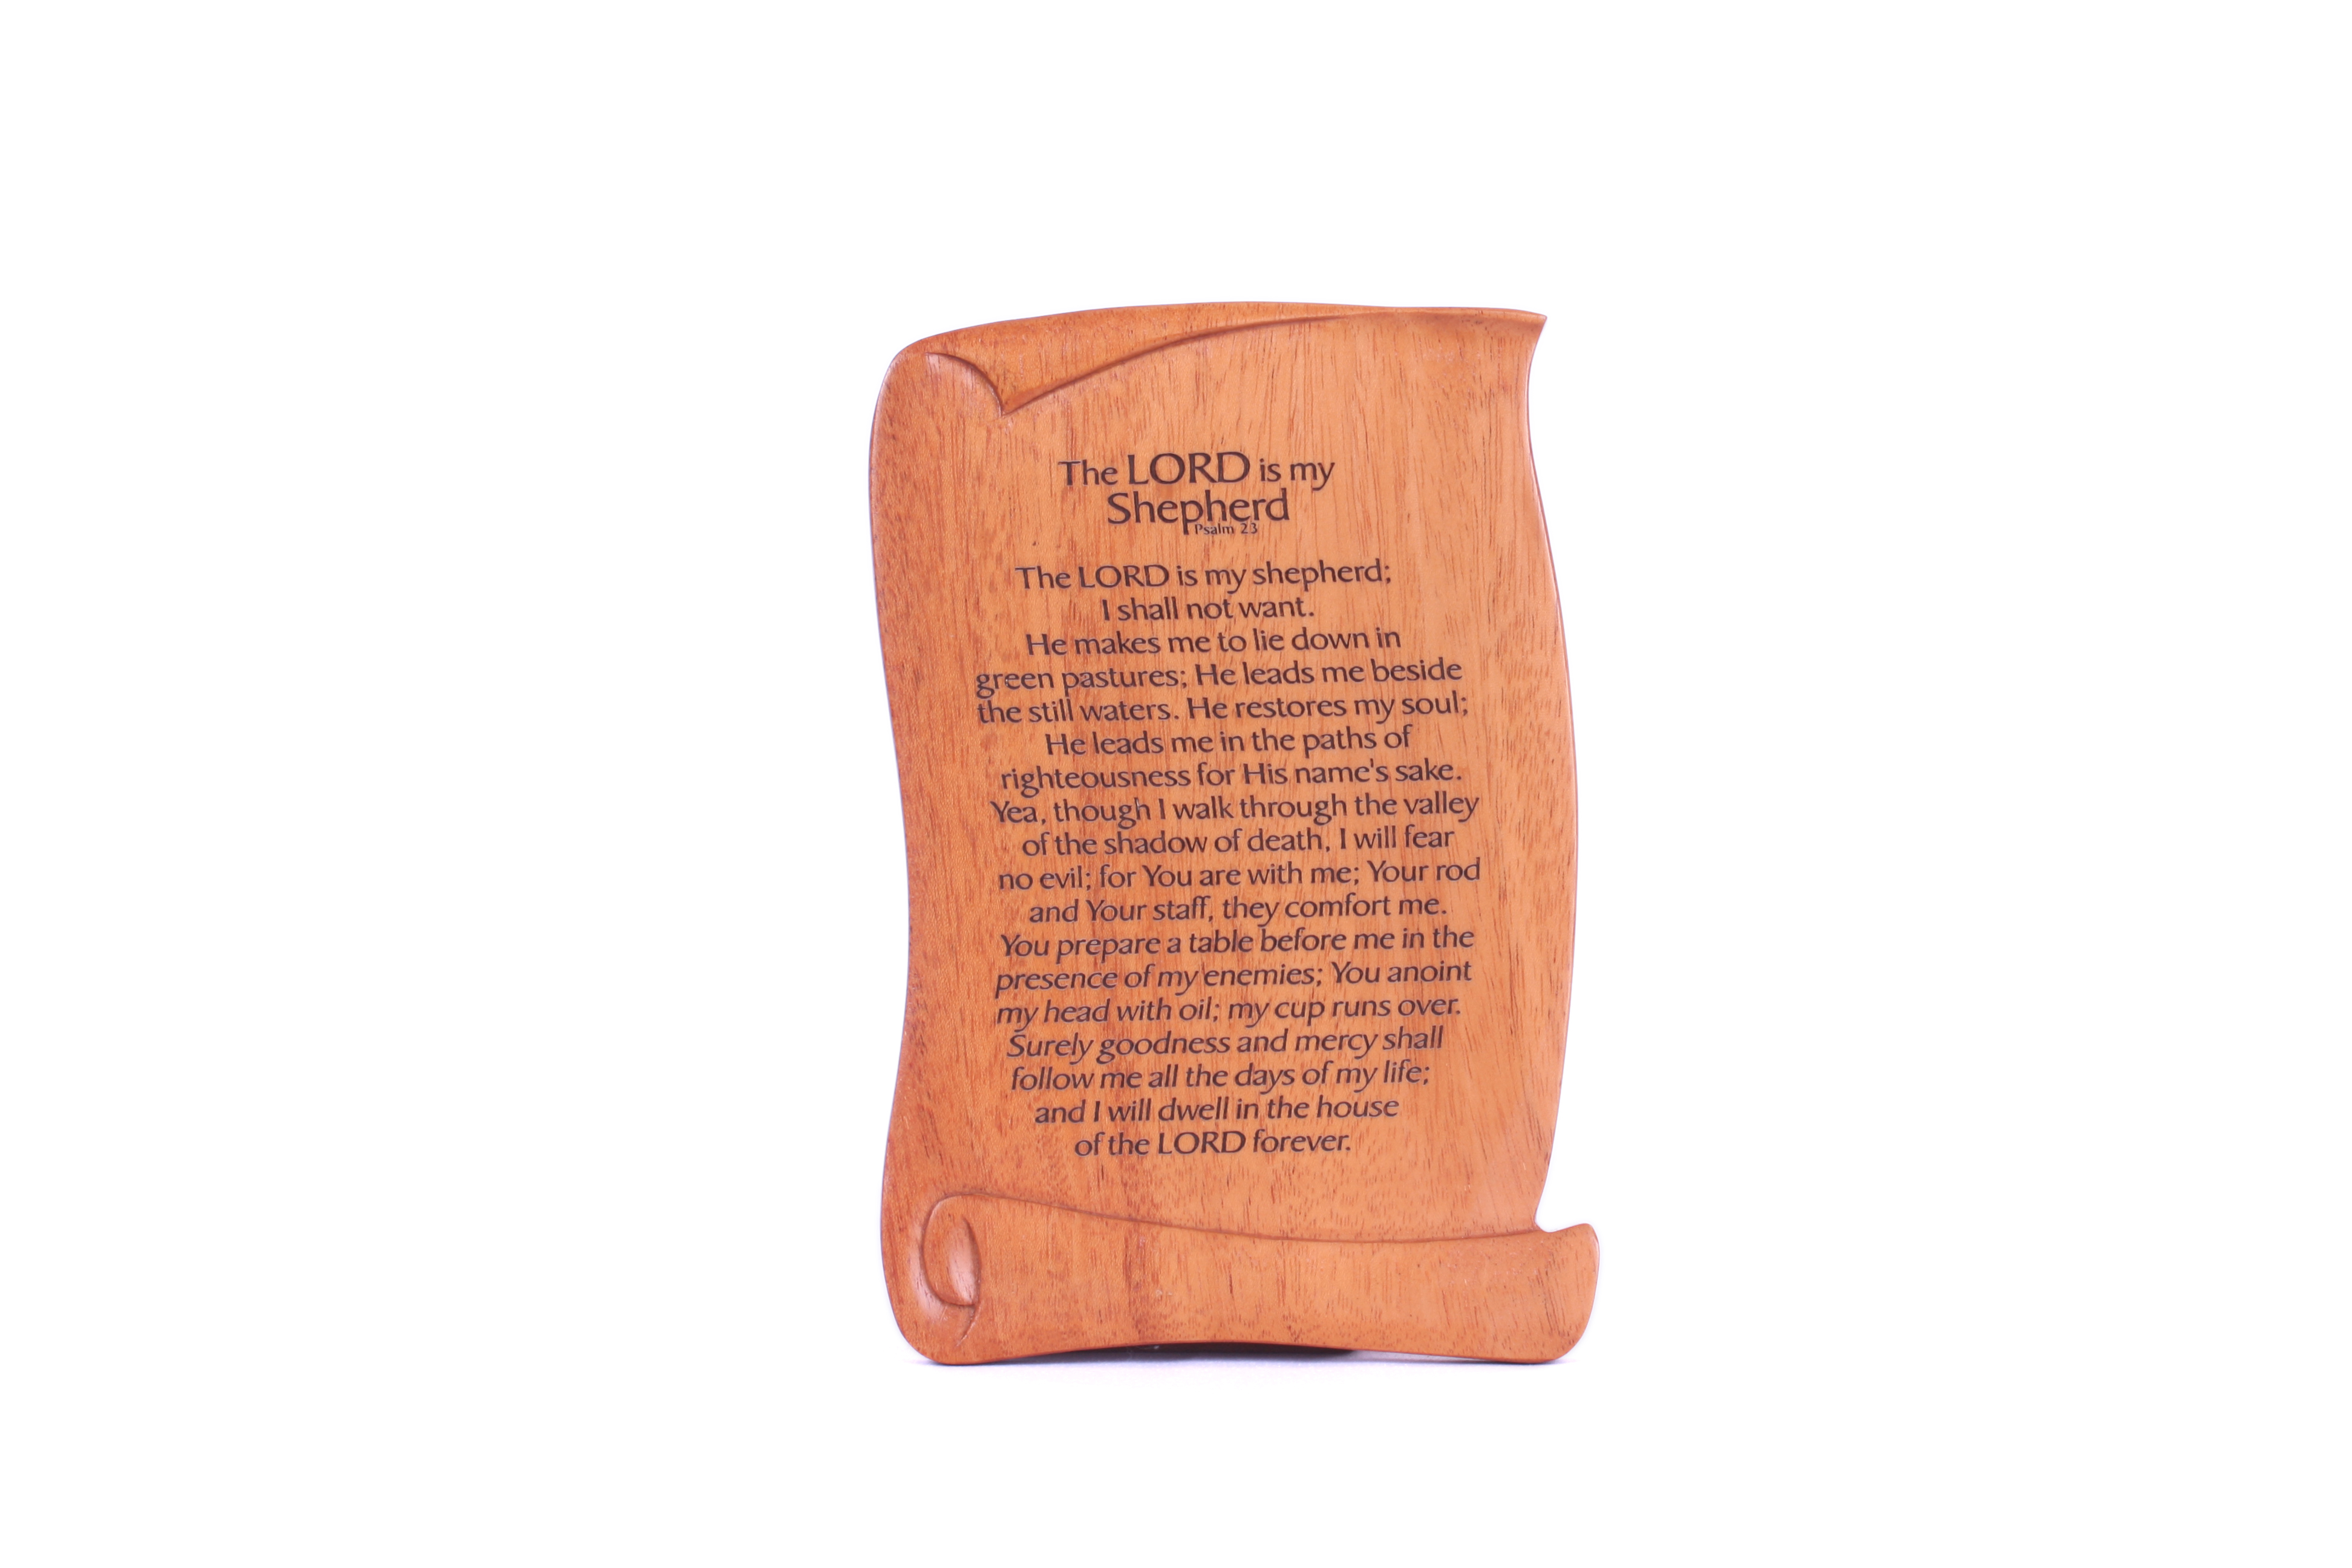 The LORD is my
Shepherd
Psalm 23
The LORD is my shepherd;
I shall not want.
He makes me to lie down in
green pastures; He leads me beside
the still waters. He restores my soul;
He leads me in the paths of
righteousness for His name's sake.
Yea, though I walk through the valley
of the shadow of death, I will fear
no evil; for You are with me; Your rod
and Your staff, they comfort me.
You prepare a table before me in the
presence of my enemies; You anoint
my head with oil; my cup runs over.
Surely goodness and mercy shall
follow me all the days of my life;
and I will dwell in the house
of the LORD forever.